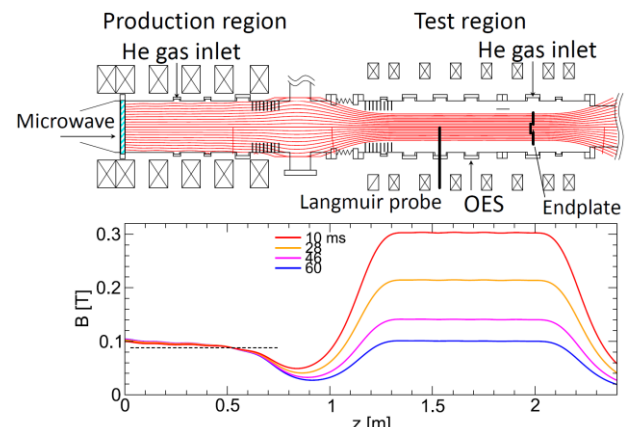 Production region
Test region
He gas inlet
He gas inlet
Microwave
Langmuir probe
OES
Endplate
0.3
0.2
0.1
0
B [T]
10 ms
28
46
60
0
0.5
1
1.5
2
z [m]